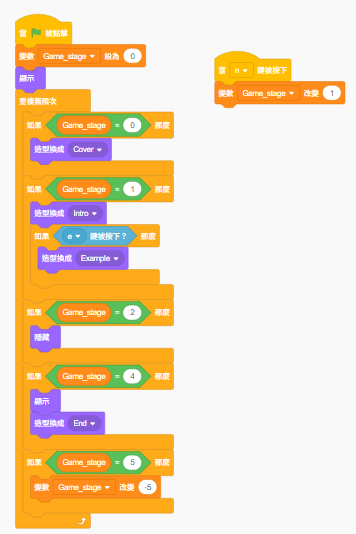 當 被點擊
變數 Game_stage 設為 0
顯示
重複無限次
如果 Game_stage = 0 那麼
造型換成 Cover
如果 Game_stage = 1 那麼
造型換成 Intro
如果 e 鍵被按下? 那麼
造型換成 Example
如果 Game_stage = 2 那麼
隱藏
如果 Game_stage = 4 那麼
顯示
造型換成 End
如果 Game_stage = 5 那麼
變數 Game_stage 改變 -5
當 n 鍵被按下
變數 Game_stage 改變 1